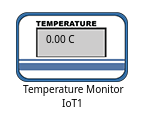 TEMPERATURE
0.00 C
Temperature Monitor
IoT1